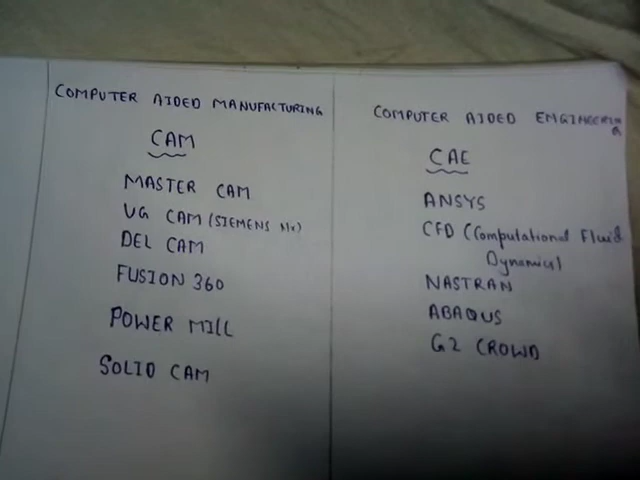 COMPUTER AIDED MANUFACTURING
CAM
MASTER CAM
UG CAM (SIEMENS NX)
DEL CAM
FUSION 360
POWER MILL
SOLID CAM
COMPUTER AIDED ENGINEERING
CAE
ANSYS
CFD (Computational Fluid
Dynamics)
NASTRAN
ABAQUS
G2 CROWD